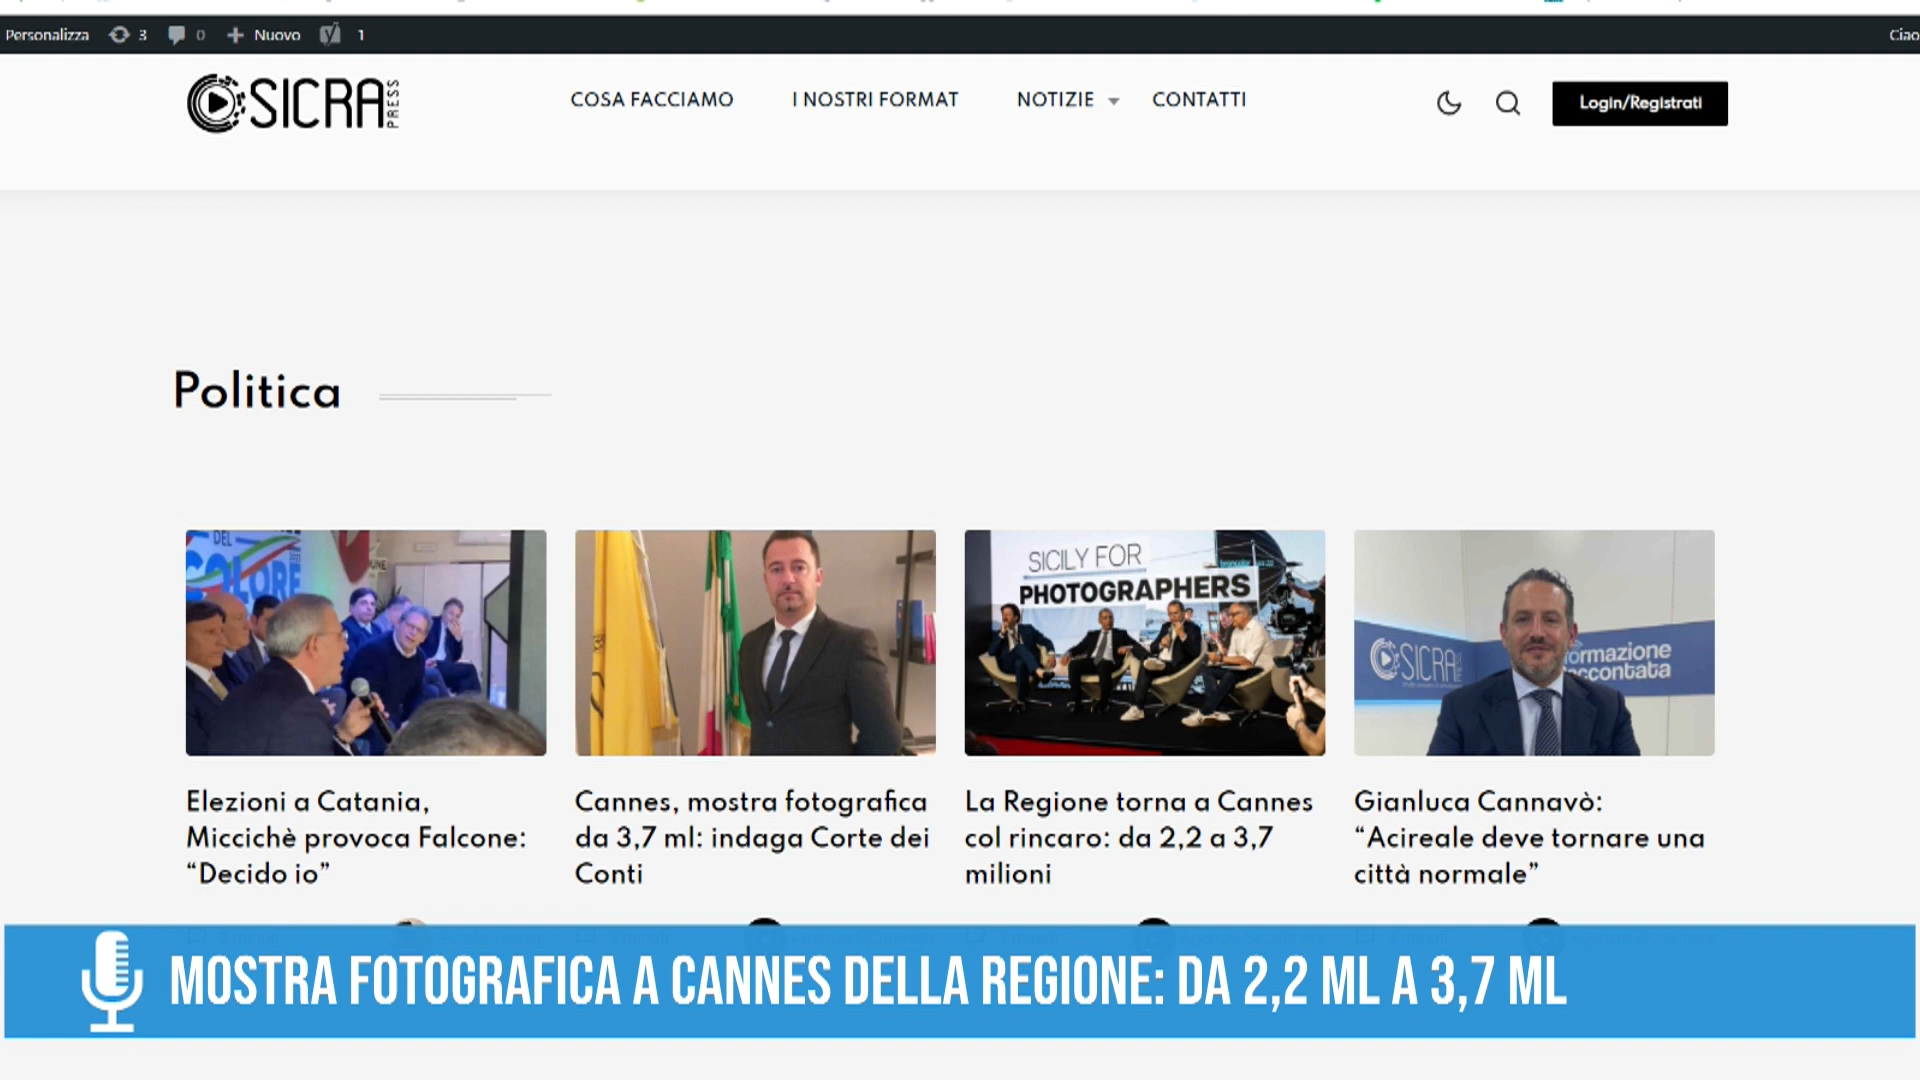 Personalizza 3 0 Nuovo 1 Ciao
SICRA PRESS
COSA FACCIAMO I NOSTRI FORMAT NOTIZIE CONTATTI
Login/Registrati
Politica
DEL
SICILY FOR
PHOTOGRAPHERS
SICRA
Elezioni a Catania,
Miccichè provoca Falcone:
“Decido io”
Cannes, mostra fotografica
da 3,7 ml: indaga Corte dei
Conti
La Regione torna a Cannes
col rincaro: da 2,2 a 3,7
milioni
Gianluca Cannavò:
“Acireale deve tornare una
città normale”
MOSTRA FOTOGRAFICA A CANNES DELLA REGIONE: DA 2,2 ML A 3,7 ML